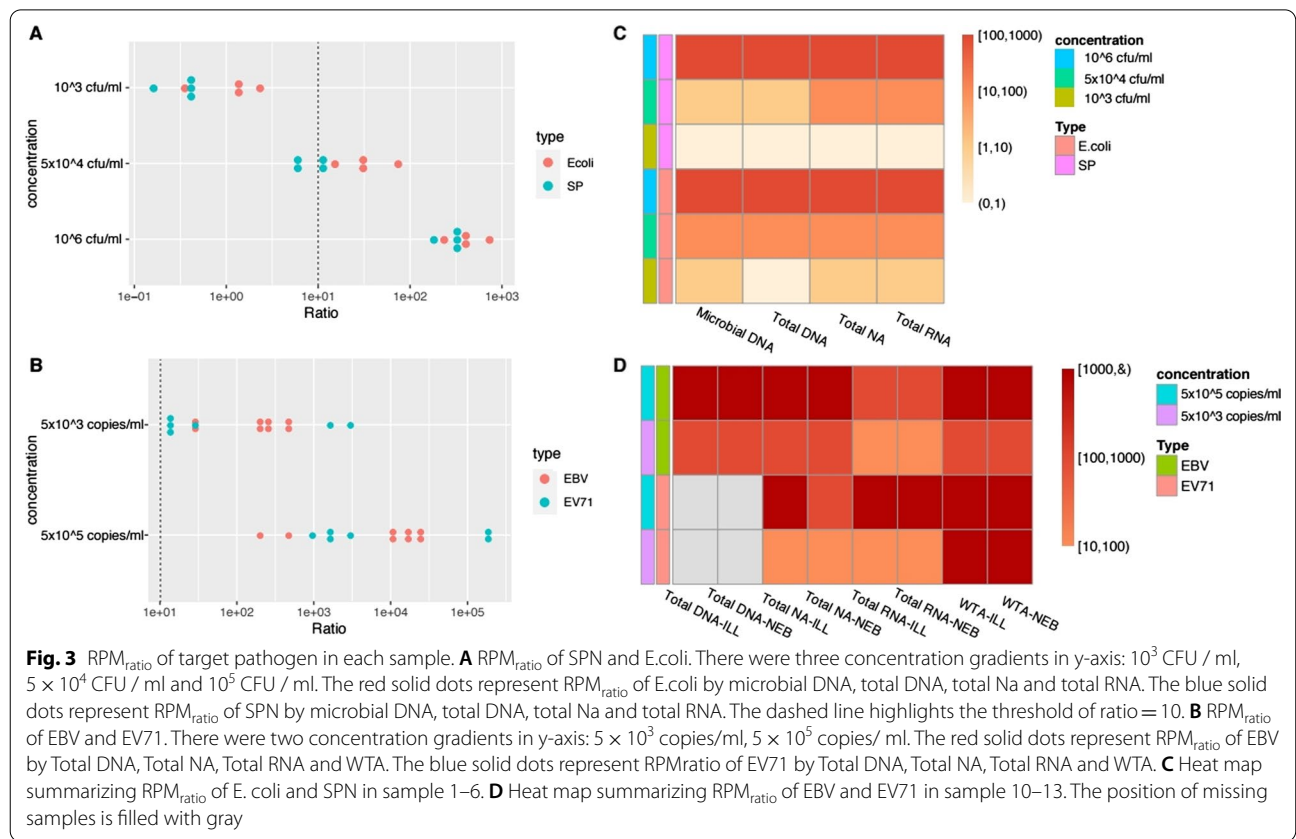 A
10^3 cfu/ml
5x10^4 cfu/ml
10^6 cfu/ml
concentration
1e−01 1e+00 1e+01 1e+02 1e+03
Ratio
type
Ecoli
SP
C
Microbial DNA
Total DNA
Total NA
Total RNA
[100,1000)
[10,100)
[1,10)
(0,1)
concentration
10^6 cfu/ml
5x10^4 cfu/ml
10^3 cfu/ml
Type
E.coli
SP
B
5x10^3 copies/ml
5x10^5 copies/ml
concentration
1e+01 1e+02 1e+03 1e+04 1e+05
Ratio
type
EBV
EV71
D
Total DNA-ILL
Total DNA-NEB
Total NA-ILL
Total NA-NEB
Total RNA-ILL
Total RNA-NEB
WTA-ILL
WTA-NEB
[1000,&)
[100,1000)
[10,100)
concentration
5x10^5 copies/ml
5x10^3 copies/ml
Type
EBV
EV71
Fig. 3 RPMratio of target pathogen in each sample. A RPMratio of SPN and E.coli. There were three concentration gradients in y-axis: 10³ CFU / ml,
5 × 10⁴ CFU / ml and 10⁵ CFU / ml. The red solid dots represent RPMratio of E.coli by microbial DNA, total DNA, total Na and total RNA. The blue solid
dots represent RPMratio of SPN by microbial DNA, total DNA, total Na and total RNA. The dashed line highlights the threshold of ratio = 10. B RPMratio
of EBV and EV71. There were two concentration gradients in y-axis: 5 × 10³ copies/ml, 5 × 10⁵ copies/ ml. The red solid dots represent RPMratio of EBV
by Total DNA, Total NA, Total RNA and WTA. The blue solid dots represent RPMratio of EV71 by Total DNA, Total NA, Total RNA and WTA. C Heat map
summarizing RPMratio of E. coli and SPN in sample 1–6. D Heat map summarizing RPMratio of EBV and EV71 in sample 10–13. The position of missing
samples is filled with gray